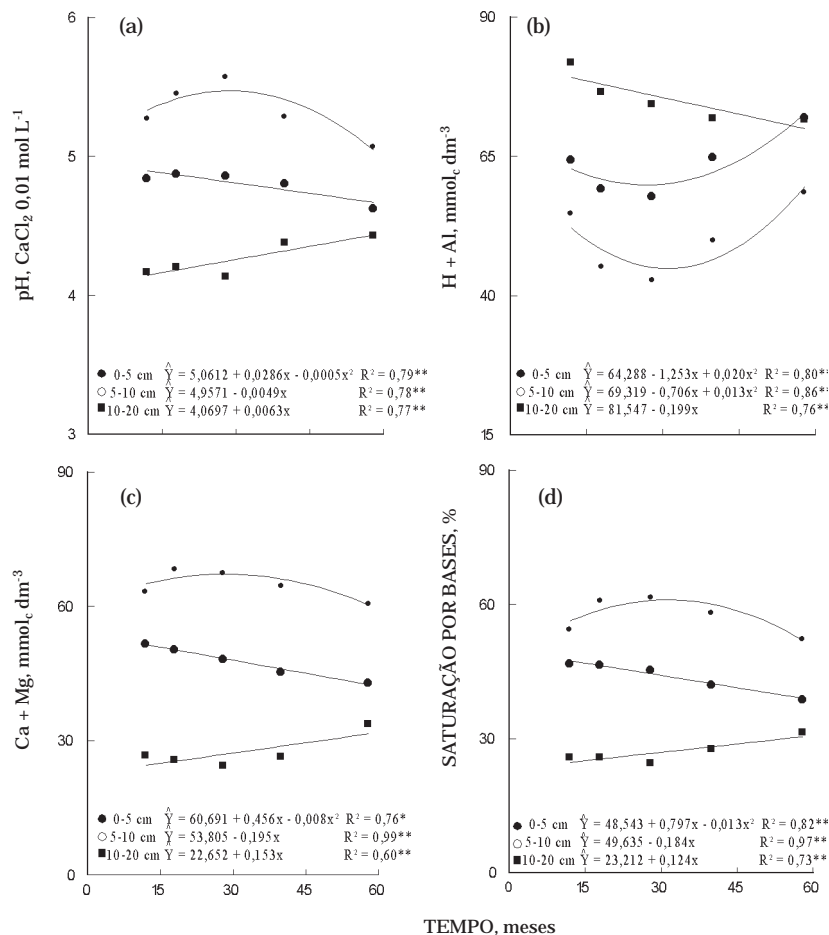 (a)
(b)
6
5
4
3
pH, CaCl₂ 0,01 mol L⁻¹
0-5 cm Ŷ = 5,0612 + 0,0286x - 0,0005x² R² = 0,79**
5-10 cm Ŷ = 4,9571 - 0,0049x R² = 0,78**
10-20 cm Ŷ = 4,0697 + 0,0063x R² = 0,77**
90
65
40
15
H + Al, mmol_c dm⁻³
0-5 cm Ŷ = 64,288 - 1,253x + 0,020x² R² = 0,80**
5-10 cm Ŷ = 69,319 - 0,706x + 0,013x² R² = 0,86**
10-20 cm Ŷ = 81,547 - 0,199x R² = 0,76**
(c)
(d)
90
60
30
0
Ca + Mg, mmol_c dm⁻³
0-5 cm Ŷ = 60,691 + 0,456x - 0,008x² R² = 0,76*
5-10 cm Ŷ = 53,805 - 0,195x R² = 0,99**
10-20 cm Ŷ = 22,652 + 0,153x R² = 0,60**
0 15 30 45 60
90
60
30
0
SATURAÇÃO POR BASES, %
0-5 cm Ŷ = 48,543 + 0,797x - 0,013x² R² = 0,82**
5-10 cm Ŷ = 49,635 - 0,184x R² = 0,97**
10-20 cm Ŷ = 23,212 + 0,124x R² = 0,73**
0 15 30 45 60
TEMPO, meses